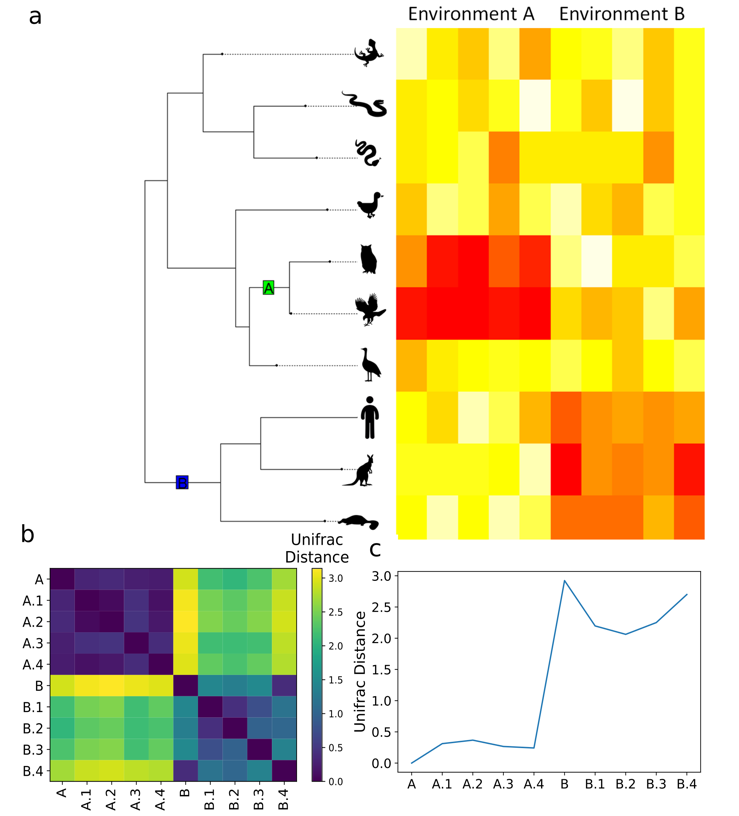 a
Environment A Environment B
A
B
b
Unifrac
Distance
A
A.1
A.2
A.3
A.4
B
B.1
B.2
B.3
B.4
A A.1 A.2 A.3 A.4 B B.1 B.2 B.3 B.4
3.0
2.5
2.0
1.5
1.0
0.5
0.0
c
Unifrac Distance
3.0
2.5
2.0
1.5
1.0
0.5
0.0
A A.1 A.2 A.3 A.4 B B.1 B.2 B.3 B.4